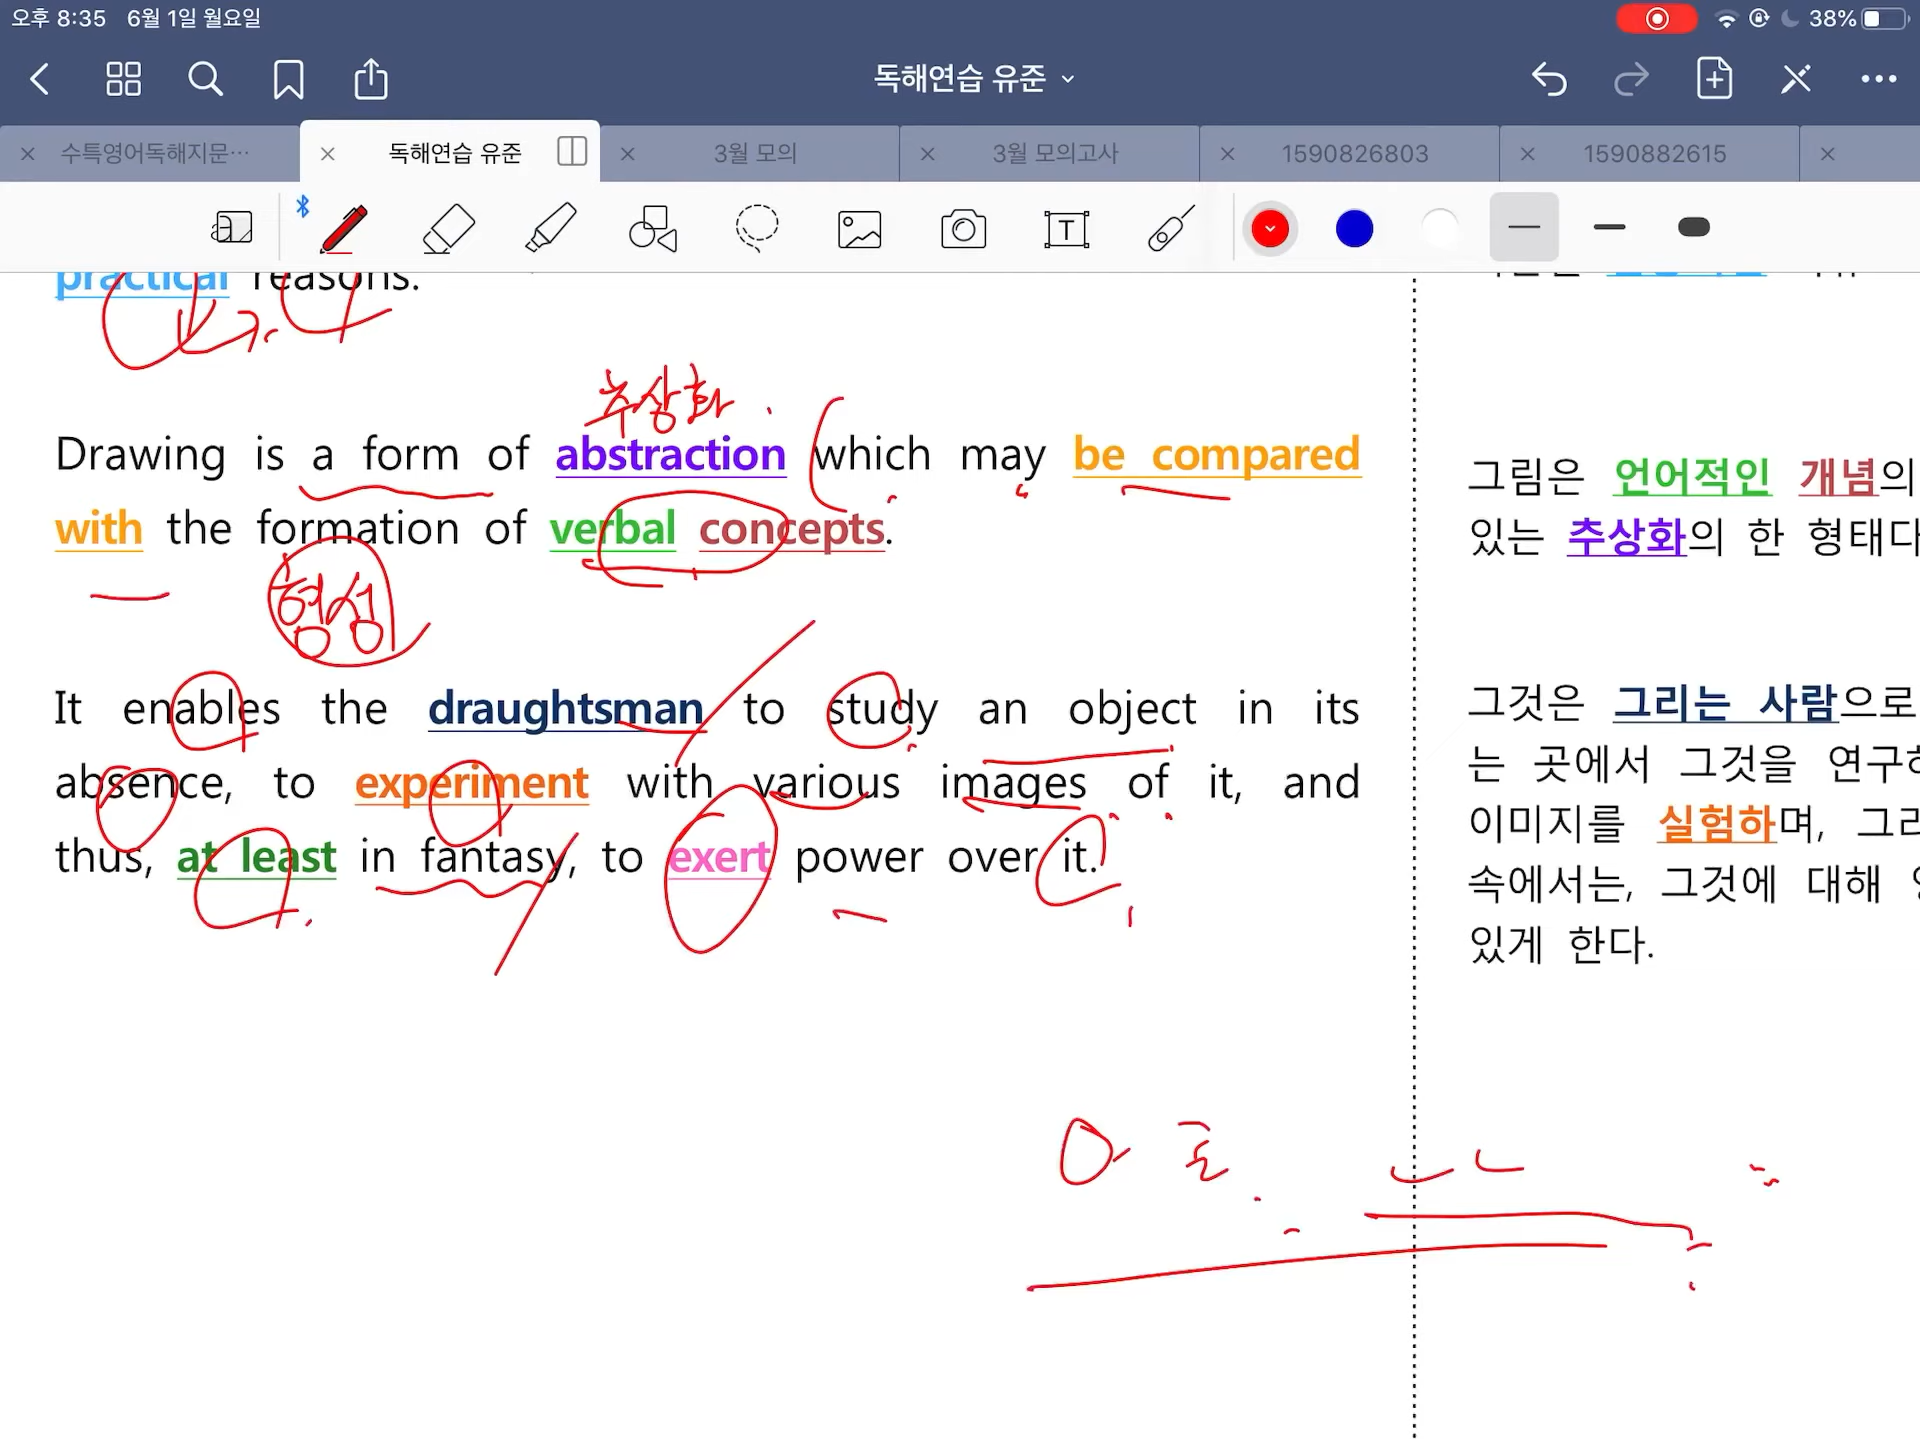 오후 8:35 6월 1일 월요일
38%
독해연습 유준
수특영어독해지문…
독해연습 유준
3월 모의
3월 모의고사
1590826803
1590882615
practical reasons.
추상화
Drawing is a form of abstraction which may be compared
with the formation of verbal concepts.
형성
It enables the draughtsman to study an object in its
absence, to experiment with various images of it, and
thus, at least in fantasy, to exert power over it.
그림은 언어적인 개념의
있는 추상화의 한 형태다
그것은 그리는 사람으로
는 곳에서 그것을 연구
이미지를 실험하며, 그리
속에서는, 그것에 대해
있게 한다.